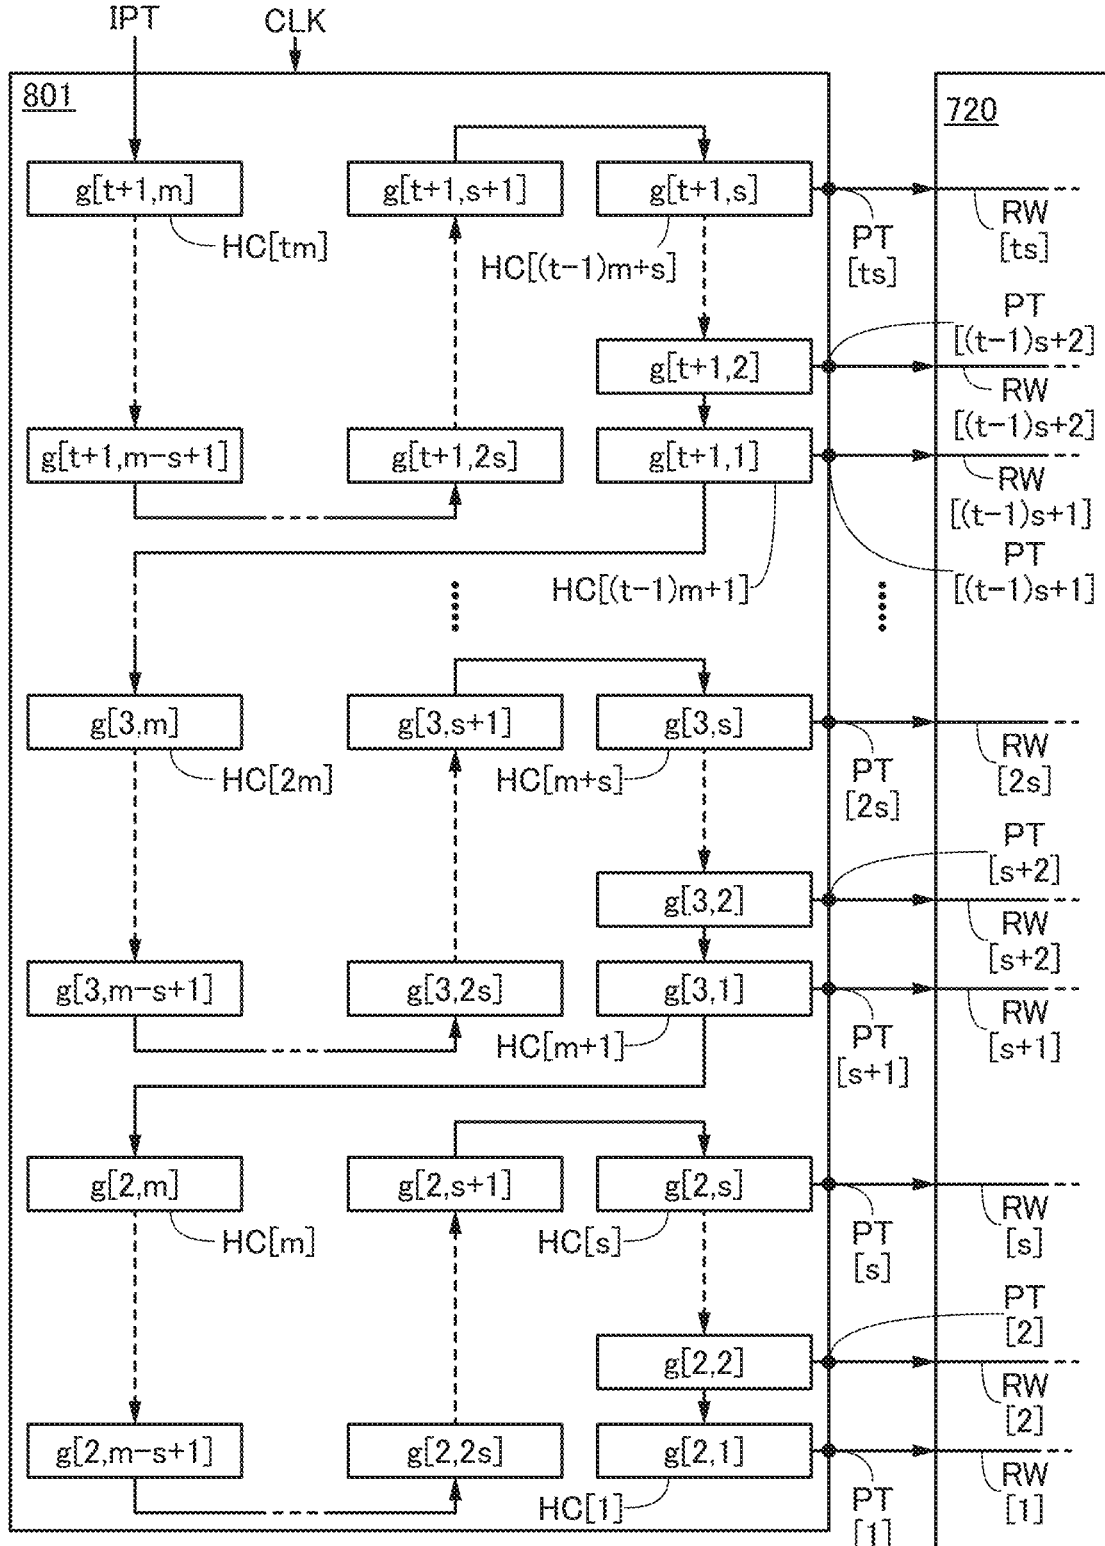 IPT
CLK
801
720
g[t+1,m]
g[t+1,s+1]
g[t+1,s]
HC[tm]
HC[(t−1)m+s]
PT
[ts]
RW
[ts]
PT
[(t−1)s+2]
g[t+1,2]
RW
[(t−1)s+2]
g[t+1,m−s+1]
g[t+1,2s]
g[t+1,1]
RW
[(t−1)s+1]
HC[(t−1)m+1]
PT
[(t−1)s+1]
g[3,m]
g[3,s+1]
g[3,s]
HC[2m]
HC[m+s]
PT
[2s]
RW
[2s]
PT
[s+2]
g[3,2]
RW
[s+2]
g[3,m−s+1]
g[3,2s]
g[3,1]
HC[m+1]
PT
[s+1]
RW
[s+1]
g[2,m]
g[2,s+1]
g[2,s]
HC[m]
HC[s]
PT
[s]
RW
[s]
PT
[2]
g[2,2]
RW
[2]
g[2,m−s+1]
g[2,2s]
g[2,1]
HC[1]
PT
[1]
RW
[1]